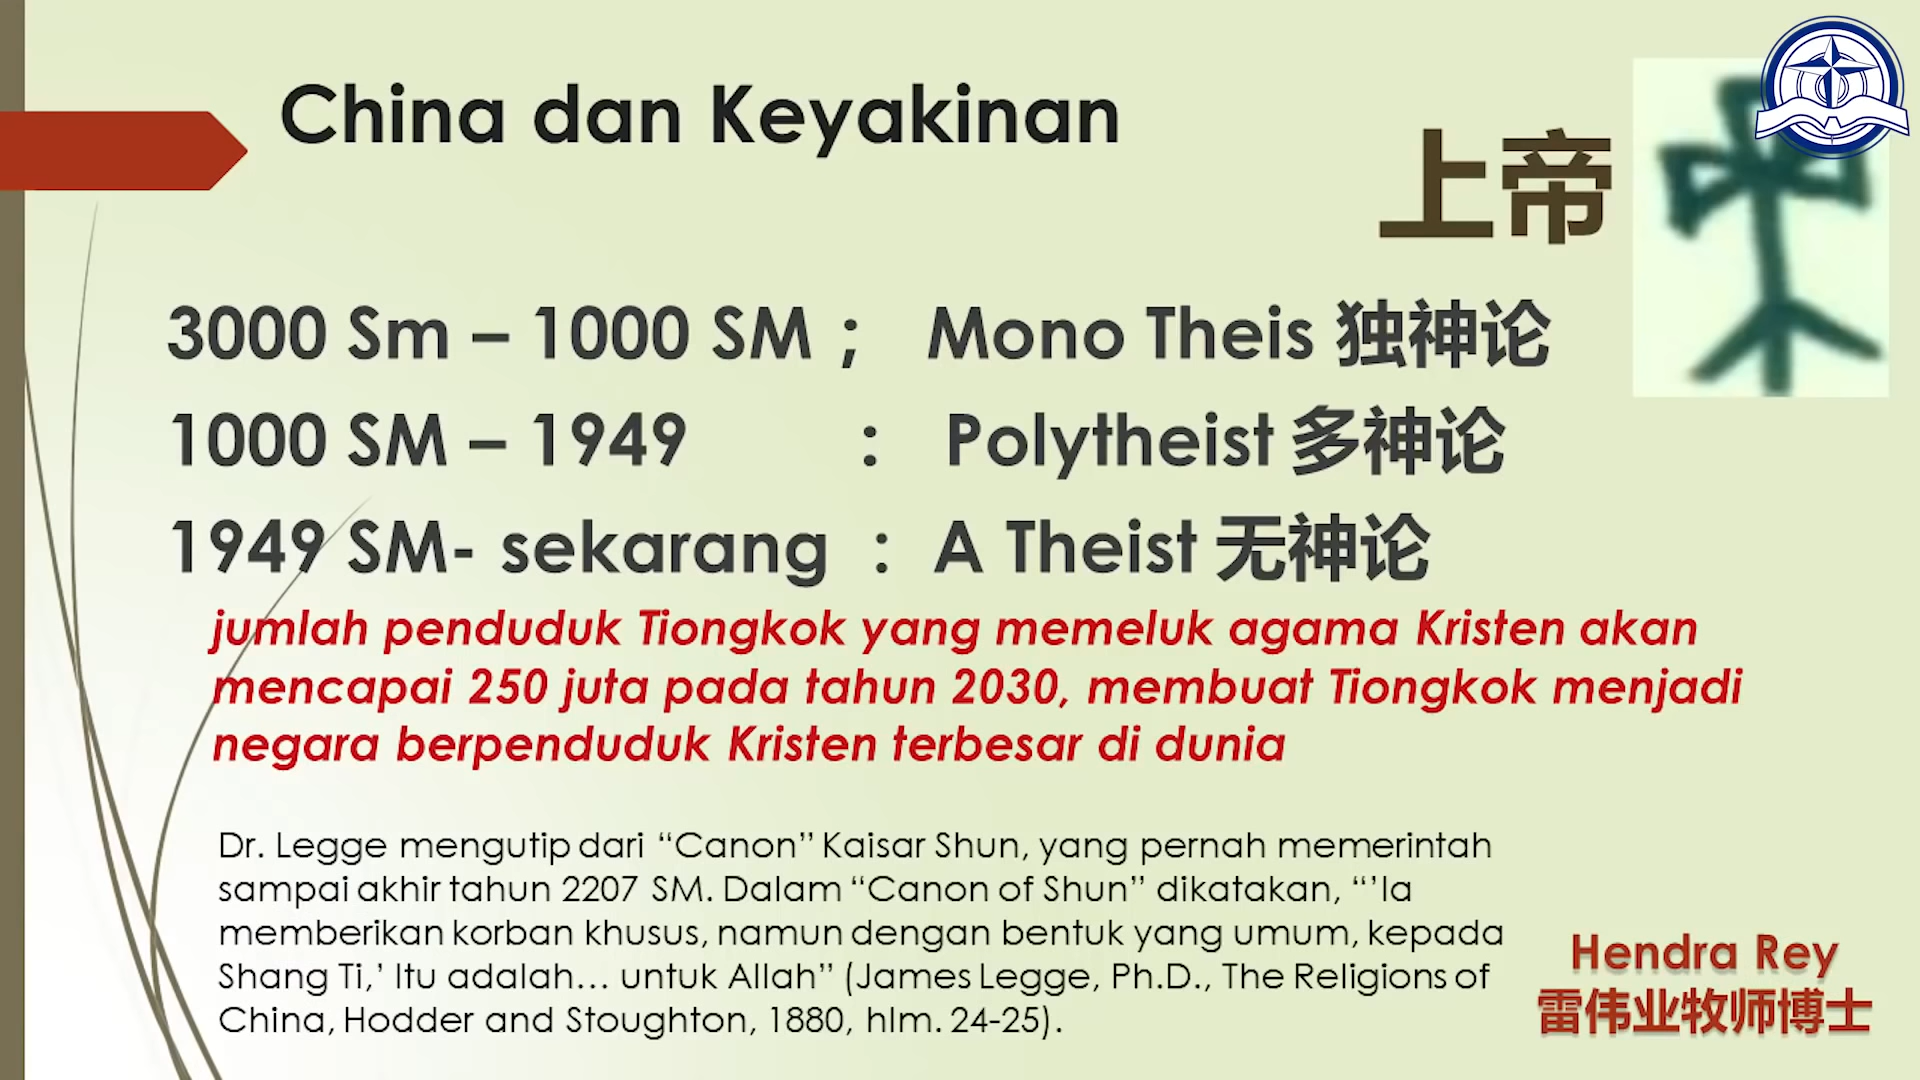 China dan Keyakinan
上帝
3000 Sm – 1000 SM ； Mono Theis 独神论
1000 SM – 1949 : Polytheist 多神论
1949 SM- sekarang : A Theist 无神论
jumlah penduduk Tiongkok yang memeluk agama Kristen akan
mencapai 250 juta pada tahun 2030, membuat Tiongkok menjadi
negara berpenduduk Kristen terbesar di dunia
Dr. Legge mengutip dari “Canon” Kaisar Shun, yang pernah memerintah
sampai akhir tahun 2207 SM. Dalam “Canon of Shun” dikatakan, “’Ia
memberikan korban khusus, namun dengan bentuk yang umum, kepada
Shang Ti,’ Itu adalah… untuk Allah” (James Legge, Ph.D., The Religions of
China, Hodder and Stoughton, 1880, hlm. 24-25).
Hendra Rey
雷伟业牧师博士